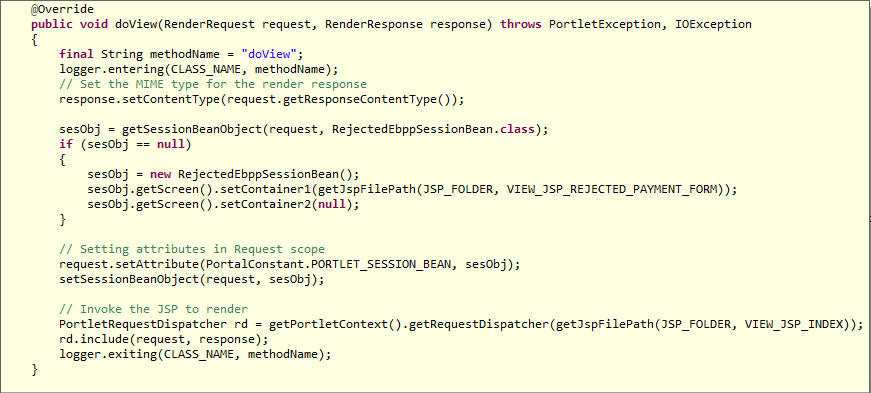 @Override
public void doView(RenderRequest request, RenderResponse response) throws PortletException, IOException
{
    final String methodName = "doView";
    logger.entering(CLASS_NAME, methodName);
    // Set the MIME type for the render response
    response.setContentType(request.getResponseContentType());

    sesObj = getSessionBeanObject(request, RejectedEbppSessionBean.class);
    if (sesObj == null)
    {
        sesObj = new RejectedEbppSessionBean();
        sesObj.getScreen().setContainer1(getJspFilePath(JSP_FOLDER, VIEW_JSP_REJECTED_PAYMENT_FORM));
        sesObj.getScreen().setContainer2(null);
    }

    // Setting attributes in Request scope
    request.setAttribute(PortalConstant.PORTLET_SESSION_BEAN, sesObj);
    setSessionBeanObject(request, sesObj);

    // Invoke the JSP to render
    PortletRequestDispatcher rd = getPortletContext().getRequestDispatcher(getJspFilePath(JSP_FOLDER, VIEW_JSP_INDEX));
    rd.include(request, response);
    logger.exiting(CLASS_NAME, methodName);
}